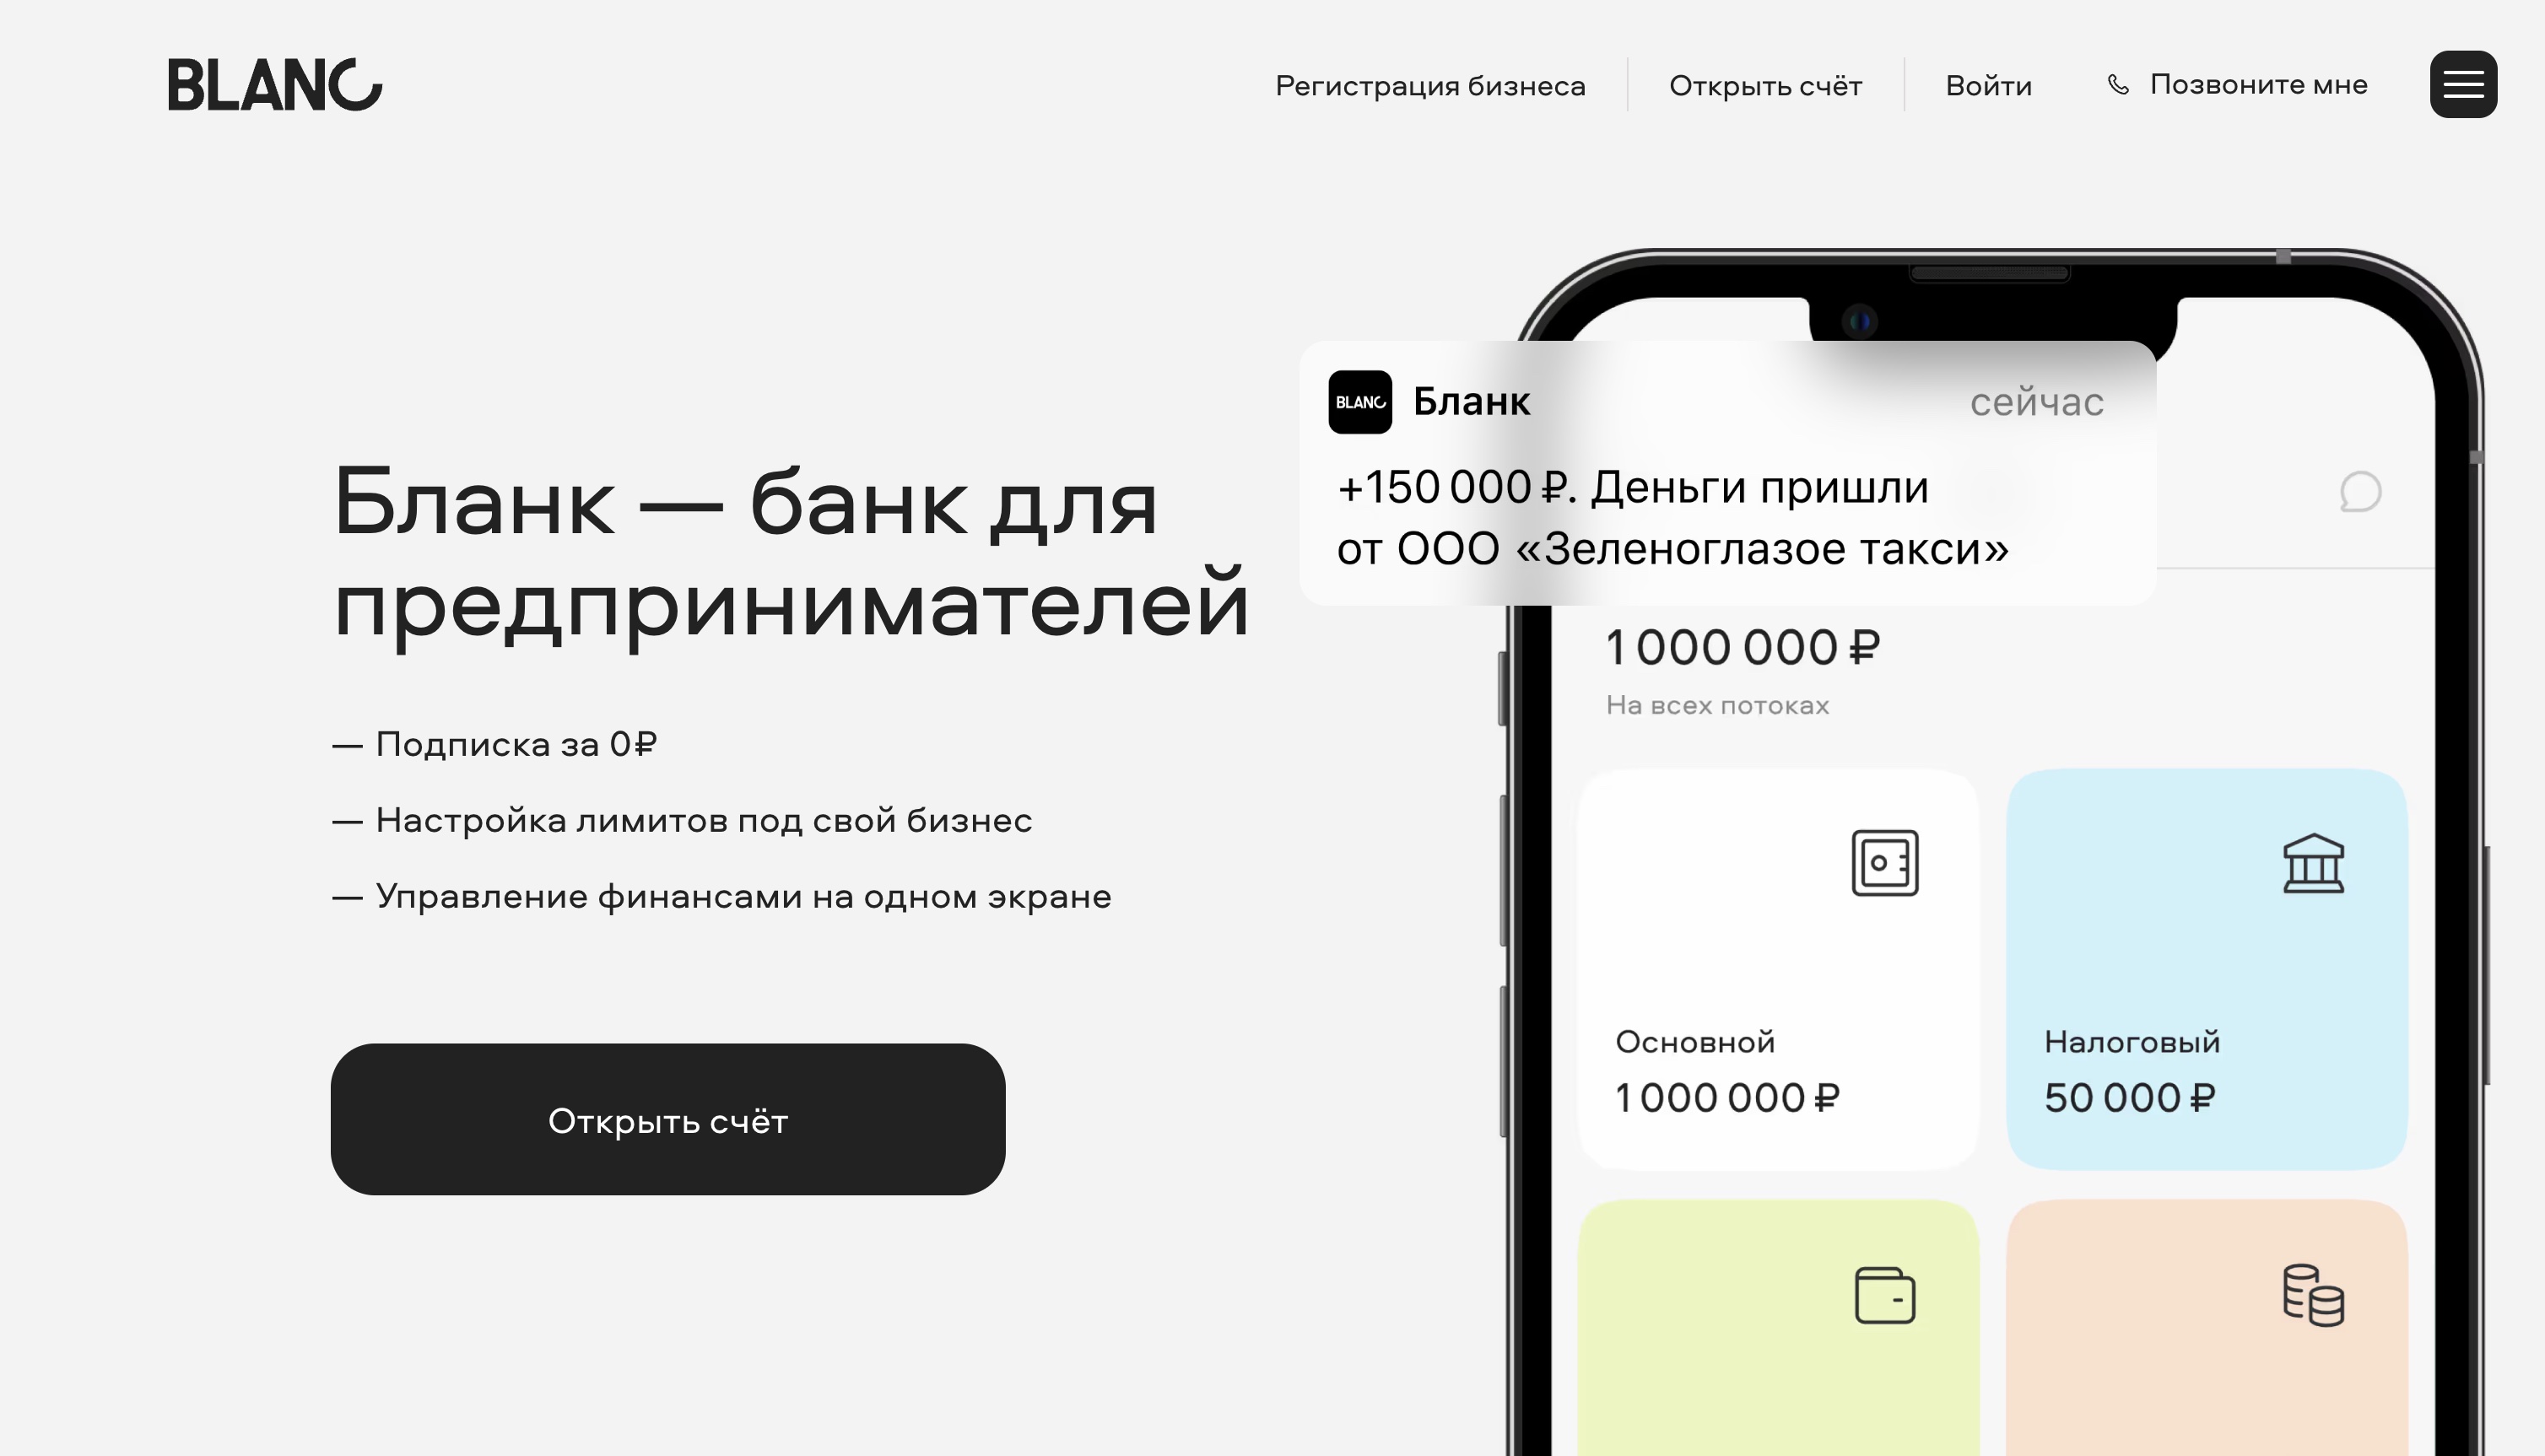 BLANC
Регистрация бизнеса
Открыть счёт
Войти
Позвоните мне
Бланк — банк для
предпринимателей
— Подписка за 0₽
— Настройка лимитов под свой бизнес
— Управление финансами на одном экране
Открыть счёт
BLANC
Бланк
сейчас
+150 000 ₽. Деньги пришли
от ООО «Зеленоглазое такси»
1 000 000 ₽
На всех потоках
Основной
1 000 000 ₽
Налоговый
50 000 ₽